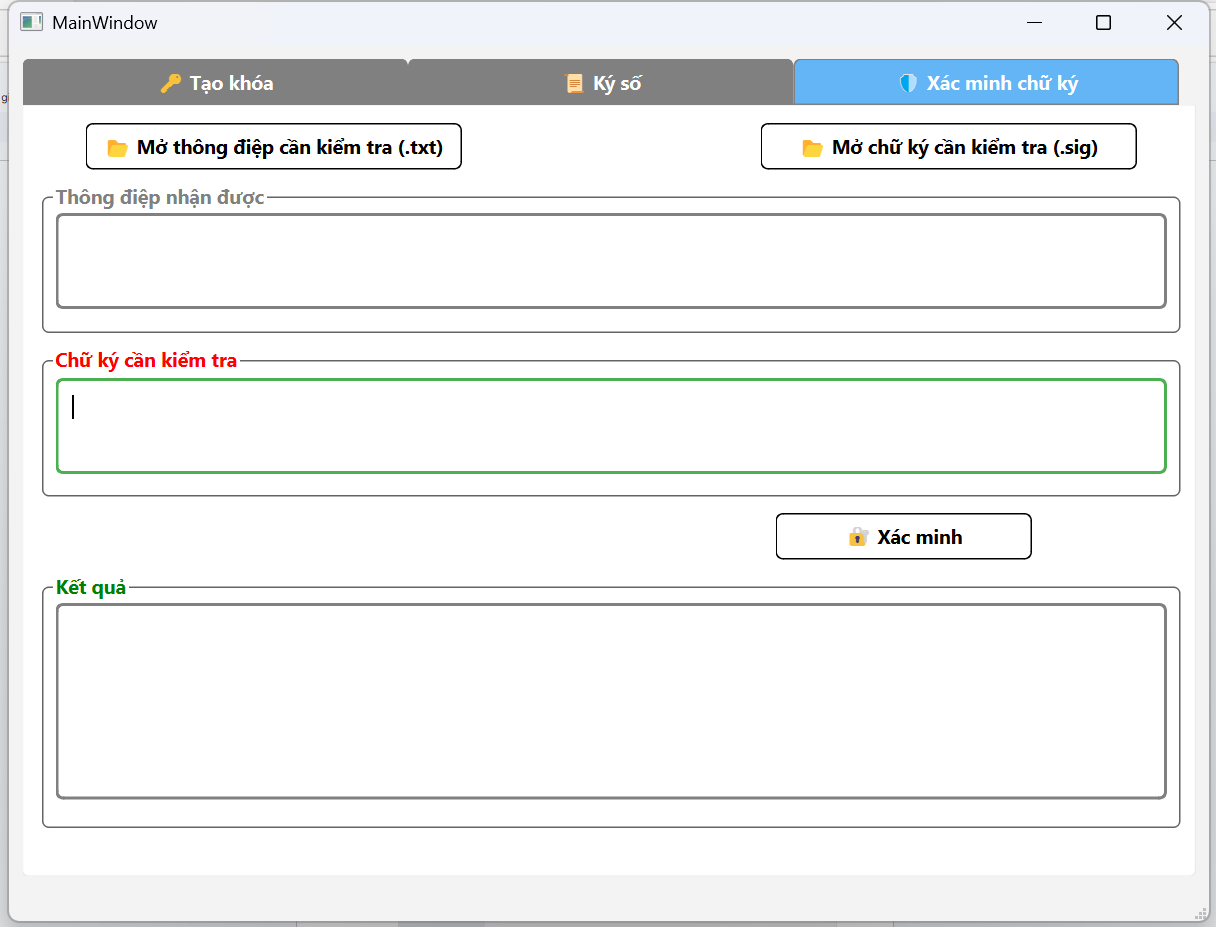 MainWindow
Tạo khóa
Ký số
Xác minh chữ ký
Mở thông điệp cần kiểm tra (.txt)
Mở chữ ký cần kiểm tra (.sig)
Thông điệp nhận được
Chữ ký cần kiểm tra
Xác minh
Kết quả